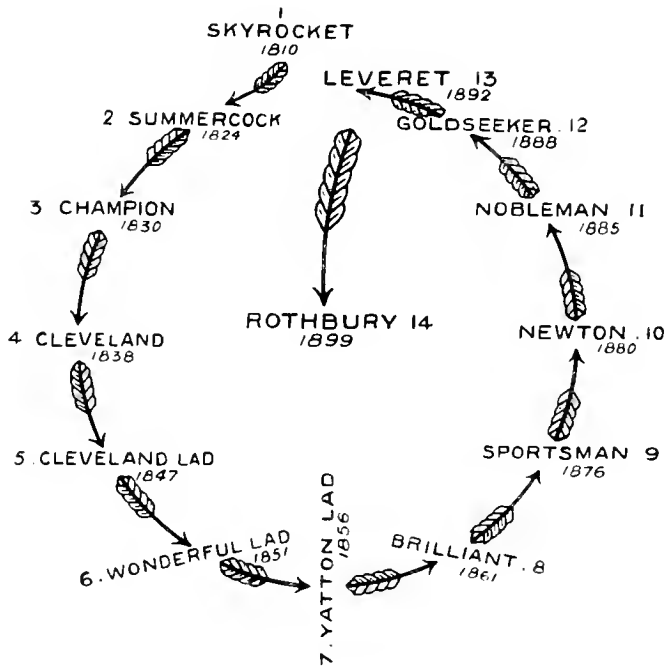 1
SKYROCKET
1810
2 SUMMERCOCK
1824
3 CHAMPION
1830
4 CLEVELAND
1838
5. CLEVELAND LAD
1847
6. WONDERFUL LAD
1851
7. YATTON LAD
1856
BRILLIANT. 8
1861
SPORTSMAN 9
1876
NEWTON. 10
1880
NOBLEMAN 11
1885
GOLDSEEKER. 12
1888
LEVERET. 13
1892
ROTHBURY 14
1899